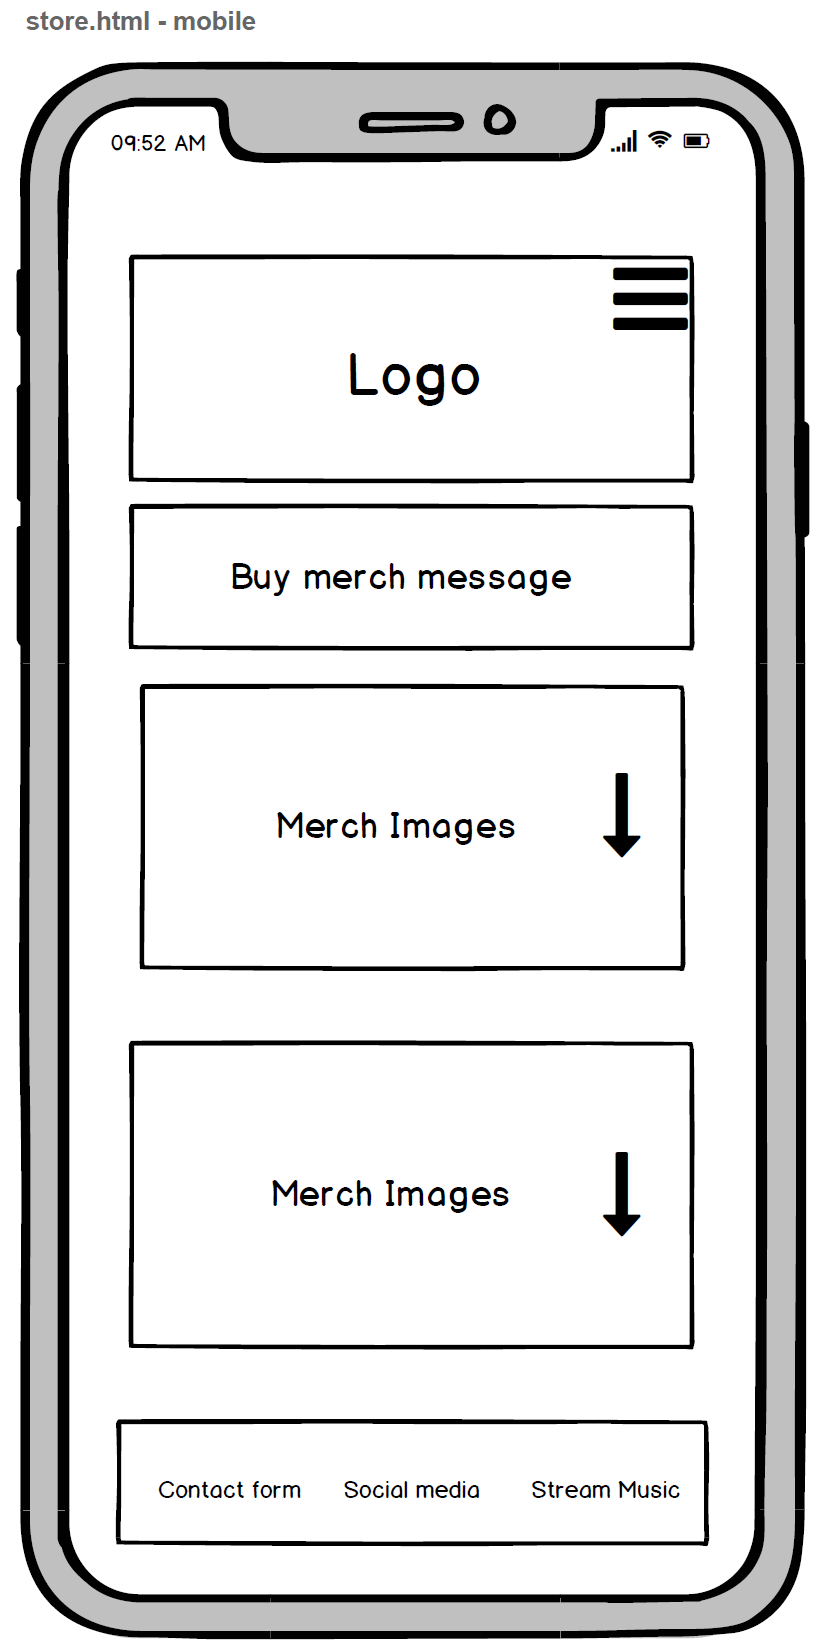 store.html - mobile
09:52 AM
Logo
Buy merch message
Merch Images
Merch Images
Contact form Social media Stream Music